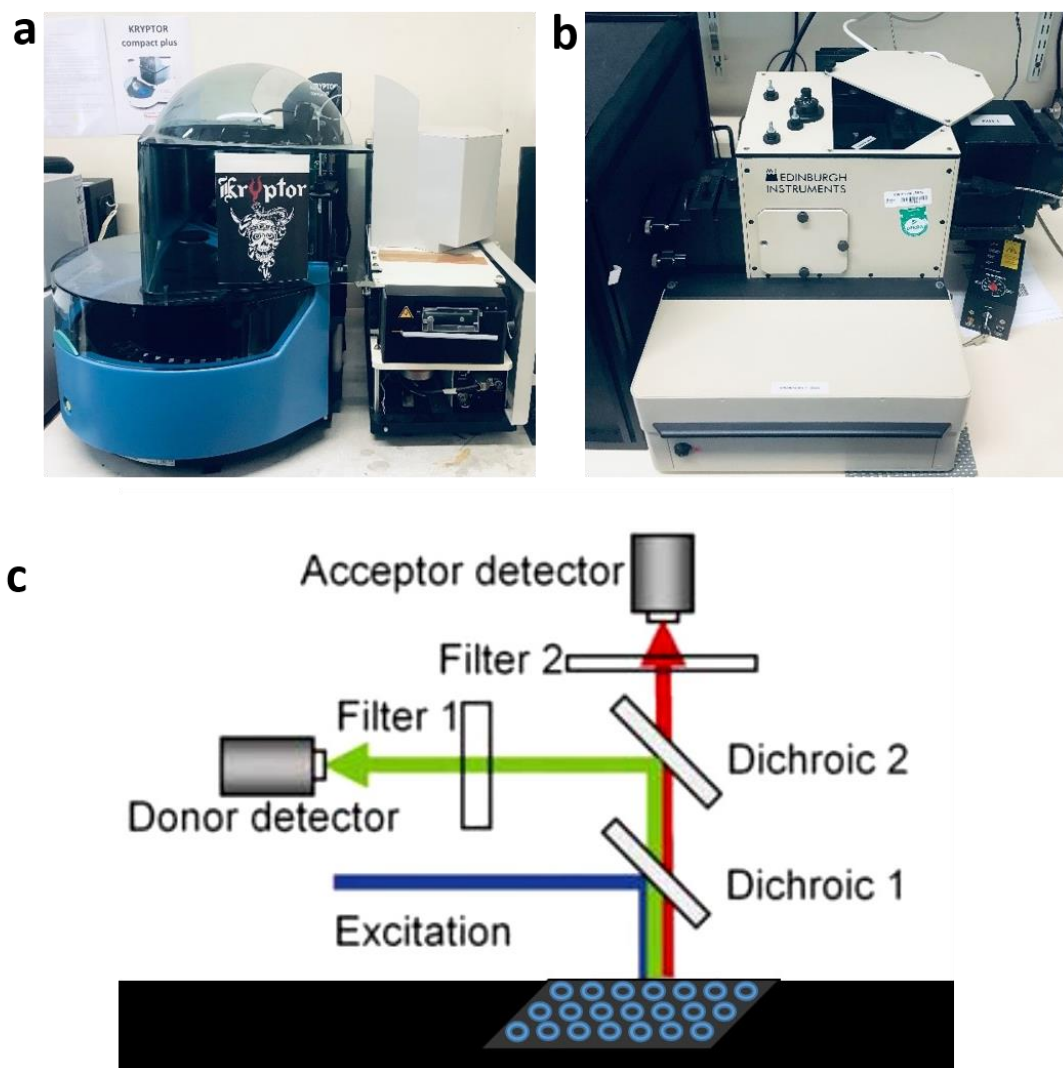 a
KRYPTOR
compact plus
Kryptor
b
EDINBURGH
INSTRUMENTS
c
Acceptor detector
Filter 2
Filter 1
Dichroic 2
Donor detector
Dichroic 1
Excitation